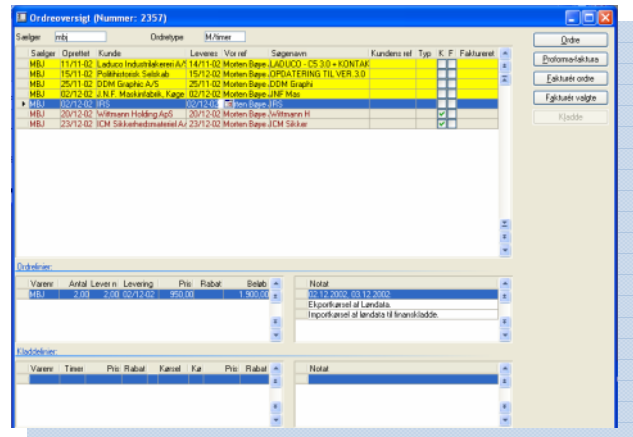 Ordreoversigt (Nummer: 2357)
Sælger mbj Ordretype M/timer
Ordre
Sælger Oprettet Kunde Leveres Vor ref Søgenavn Kundens ref Typ K F Faktureret
MBJ 11/11-02 Laduco Industrilakereri A/S 14/11-02 Morten Bøye J LADUCO - C5 3.0 + KONTAK
Proforma-faktura
MBJ 15/11-02 Politihistorisk Selskab 15/11-02 Morten Bøye J OPDATERING TIL VER.3.0
MBJ 25/11-02 DDM Graphic A/S 25/11-02 Morten Bøye J DDM Graphi
Fakturér ordre
MBJ 02/12-02 J.N.F. Maskinfabrik, Køge 02/12-02 Morten Bøye J JNF Mas
Fakturér valgte
MBJ 02/12-02 IRS 02/12-02 rten Bøye J IRS
MBJ 20/12-02 Wittmann Holding ApS 20/12-02 Morten Bøye J Wittmann H
Kladde
MBJ 23/12-02 ICM Sikkerhedsmateriel A/ 23/12-02 Morten Bøye J ICM Sikker
Ordrelinier:
Varenr Antal Lever n Levering Pris Rabat Beløb Notat
MBJ 2,00 2,00 02/12-02 950,00 1.900,00 02.12.2002, 03.12.2002
Eksportkørsel af Løndata.
Importkørsel af løndata til finanskladde.
Kladdelinier:
Varenr Timer Pris Rabat Kørsel Kø Pris Rabat Notat